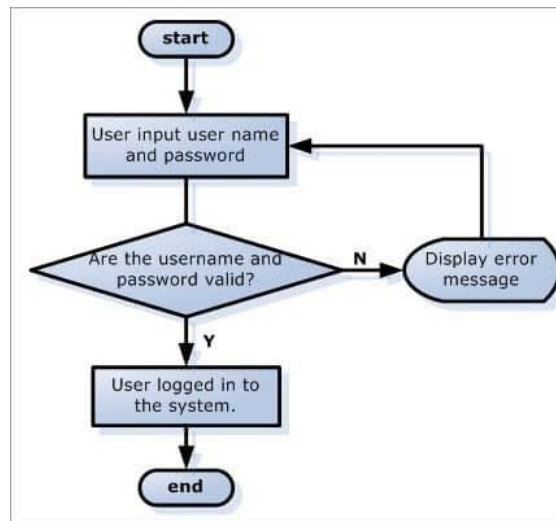 start
User input user name
and password
Are the username and
password valid?
N
Display error
message
Y
User logged in to
the system.
end